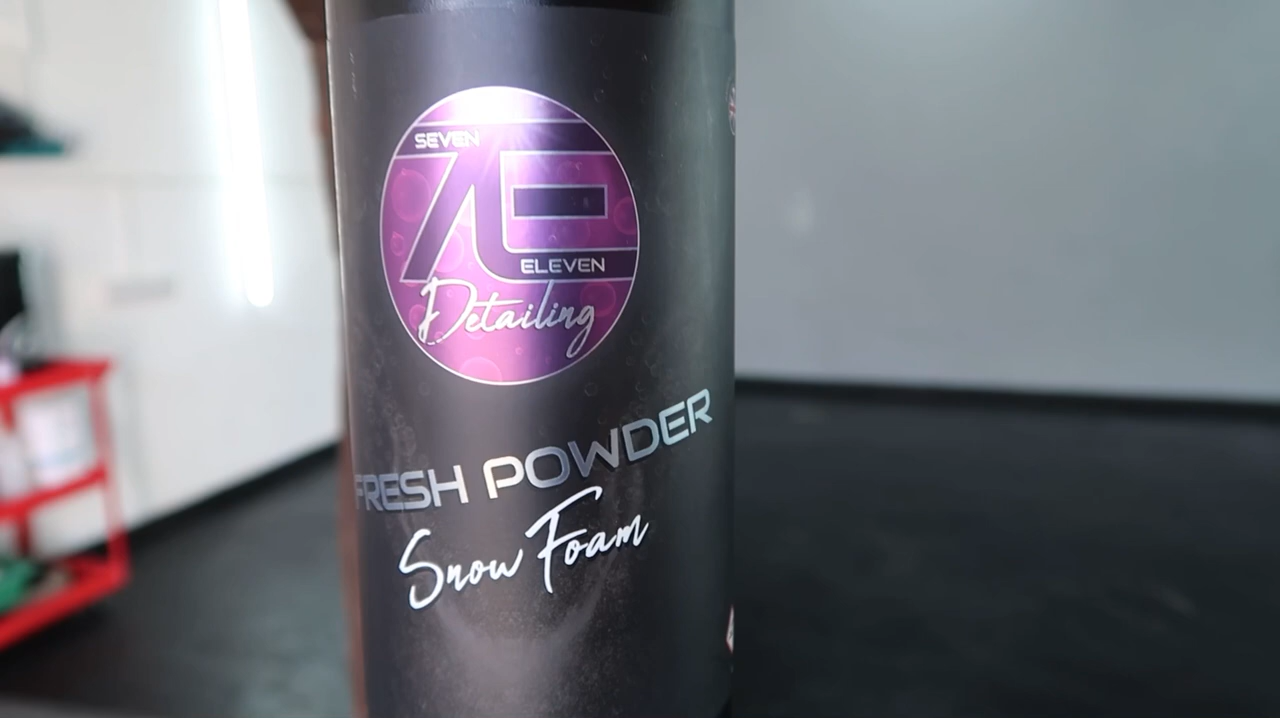 SEVEN
7E
ELEVEN
Detailing
FRESH POWDER
Snow Foam